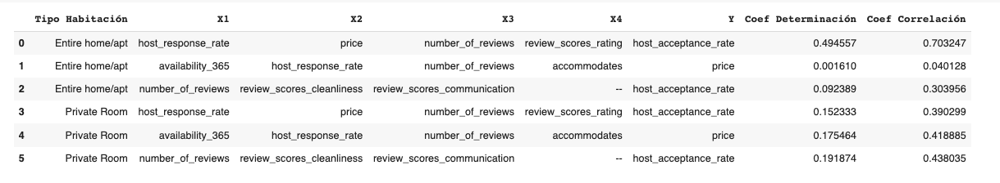 Tipo Habitación X1 X2 X3 X4 Y Coef Determinación Coef Correlación
0 Entire home/apt host_response_rate price number_of_reviews review_scores_rating host_acceptance_rate 0.494557 0.703247
1 Entire home/apt availability_365 host_response_rate number_of_reviews accommodates price 0.001610 0.040128
2 Entire home/apt number_of_reviews review_scores_cleanliness review_scores_communication -- host_acceptance_rate 0.092389 0.303956
3 Private Room host_response_rate price number_of_reviews review_scores_rating host_acceptance_rate 0.152333 0.390299
4 Private Room availability_365 host_response_rate number_of_reviews accommodates price 0.175464 0.418885
5 Private Room number_of_reviews review_scores_cleanliness review_scores_communication -- host_acceptance_rate 0.191874 0.438035